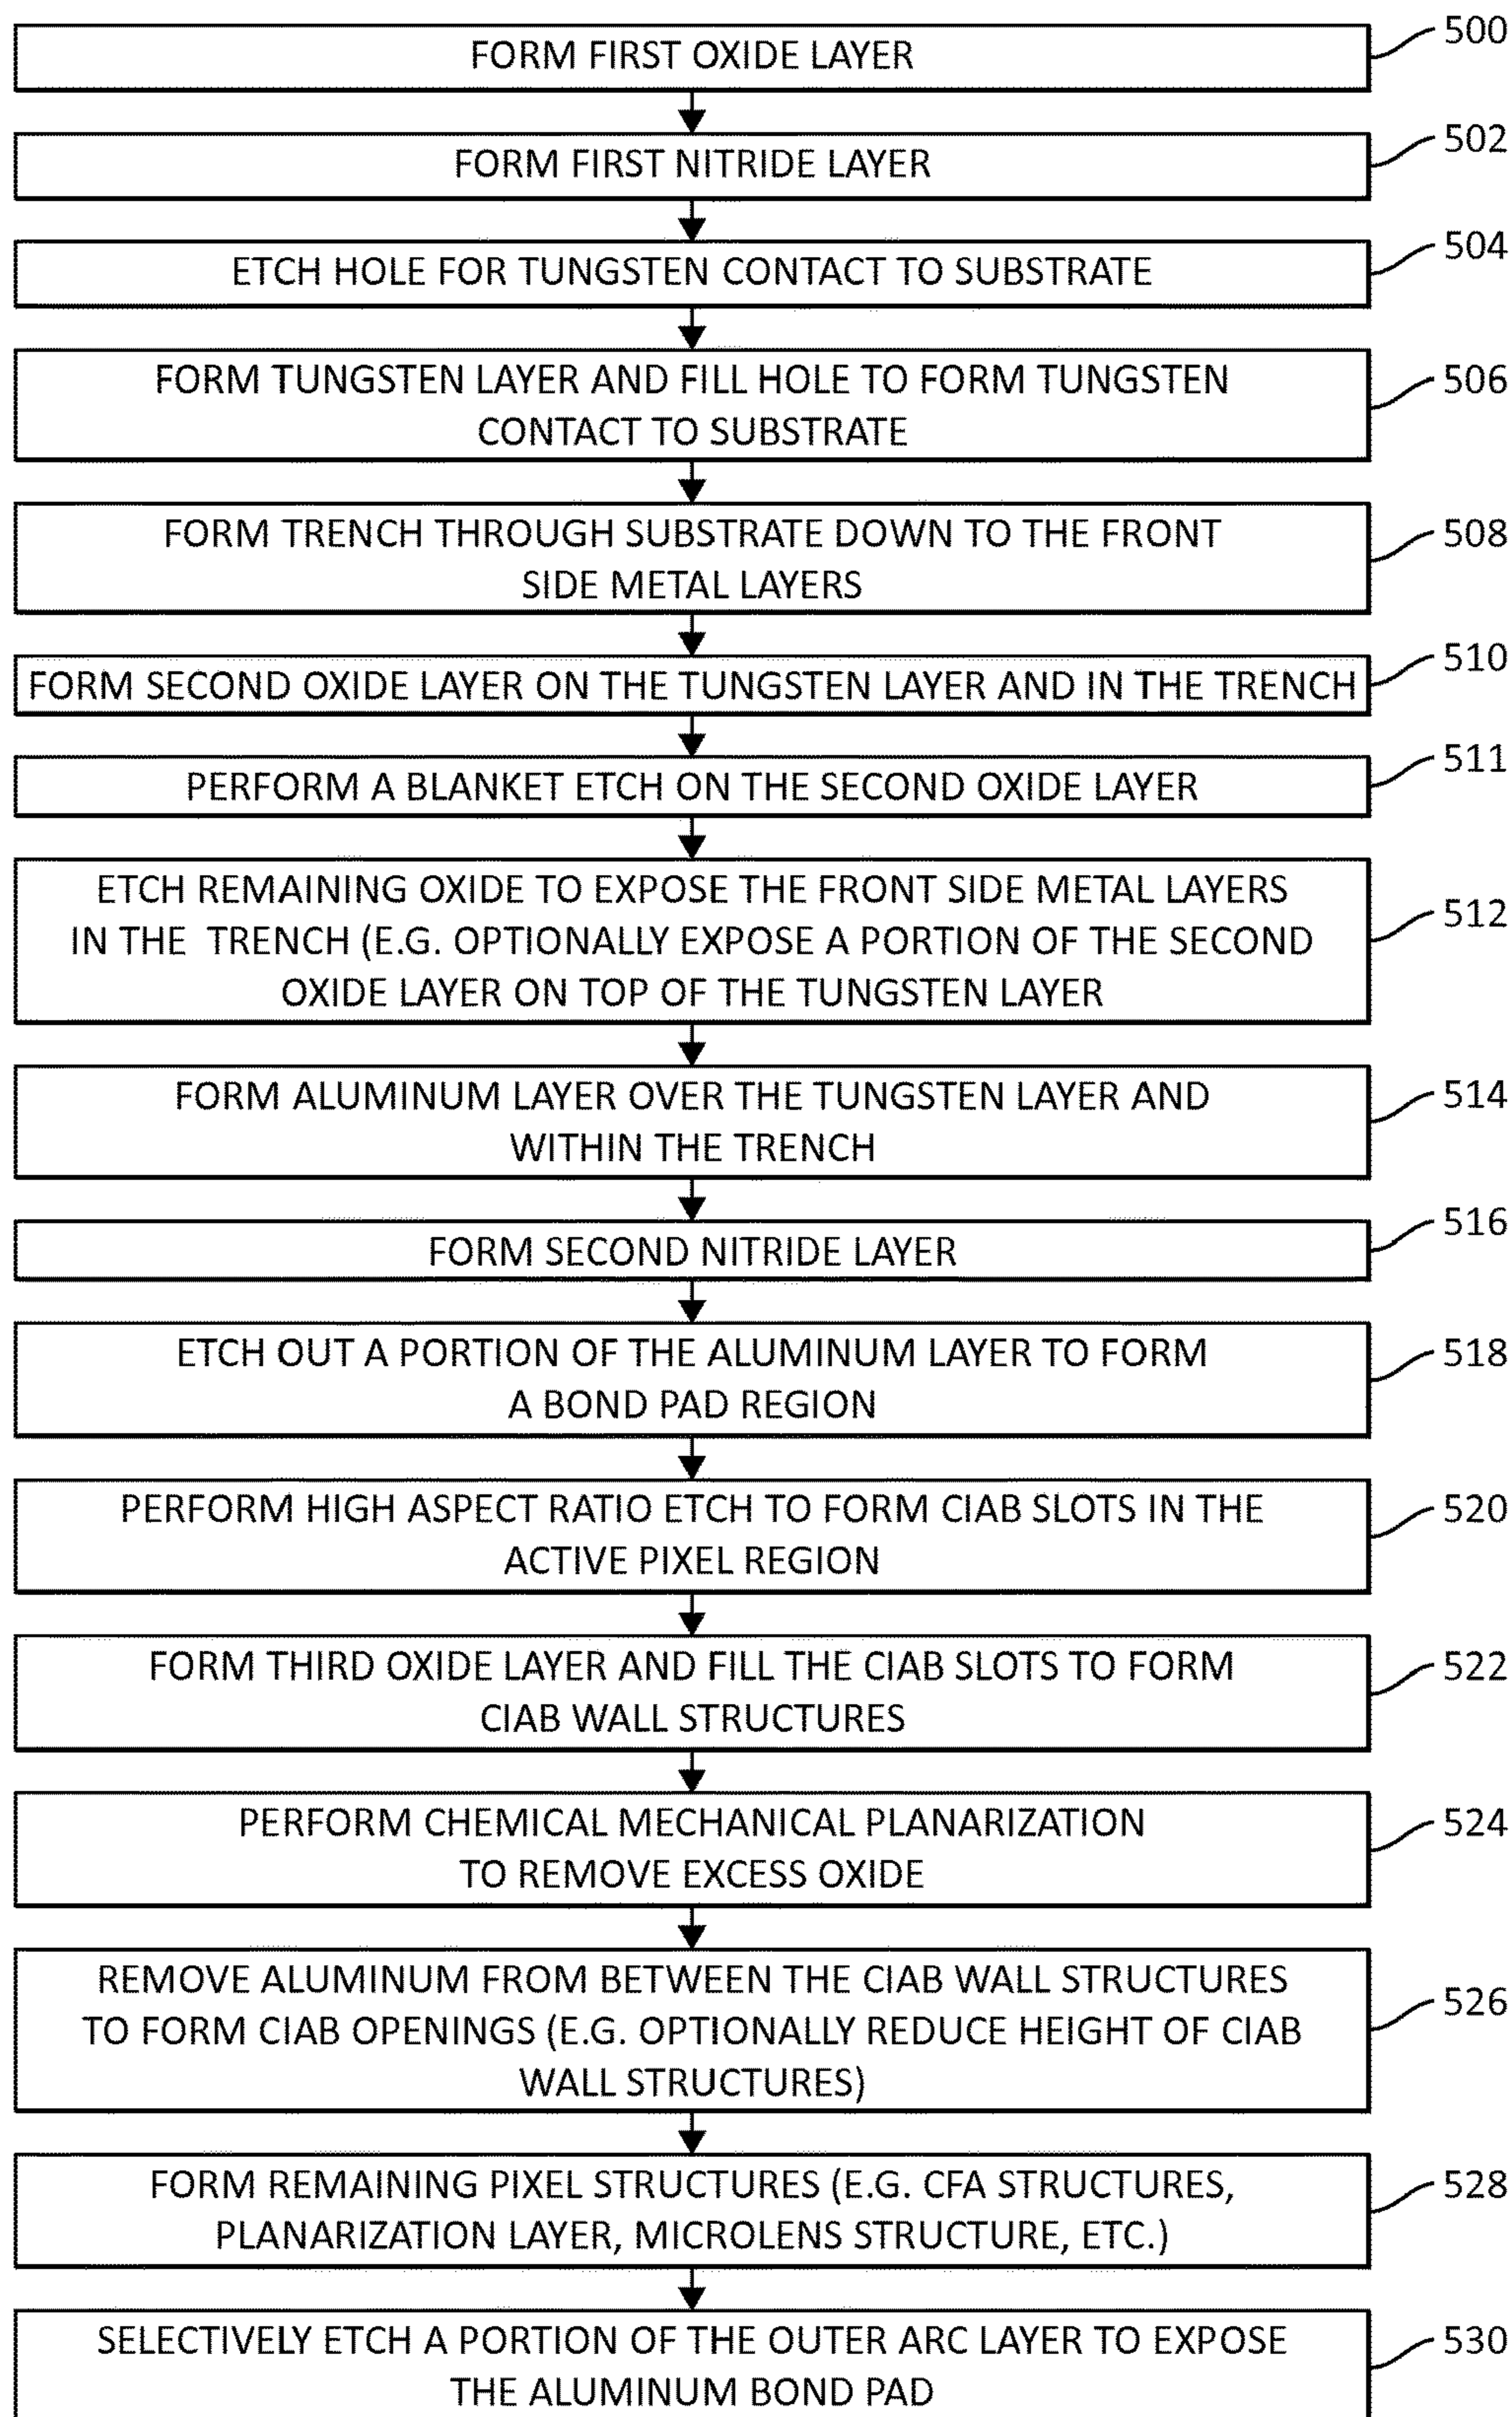 FORM FIRST OXIDE LAYER
500
FORM FIRST NITRIDE LAYER
502
ETCH HOLE FOR TUNGSTEN CONTACT TO SUBSTRATE
504
FORM TUNGSTEN LAYER AND FILL HOLE TO FORM TUNGSTEN
CONTACT TO SUBSTRATE
506
FORM TRENCH THROUGH SUBSTRATE DOWN TO THE FRONT
SIDE METAL LAYERS
508
FORM SECOND OXIDE LAYER ON THE TUNGSTEN LAYER AND IN THE TRENCH
510
PERFORM A BLANKET ETCH ON THE SECOND OXIDE LAYER
511
ETCH REMAINING OXIDE TO EXPOSE THE FRONT SIDE METAL LAYERS
IN THE TRENCH (E.G. OPTIONALLY EXPOSE A PORTION OF THE SECOND
OXIDE LAYER ON TOP OF THE TUNGSTEN LAYER
512
FORM ALUMINUM LAYER OVER THE TUNGSTEN LAYER AND
WITHIN THE TRENCH
514
FORM SECOND NITRIDE LAYER
516
ETCH OUT A PORTION OF THE ALUMINUM LAYER TO FORM
A BOND PAD REGION
518
PERFORM HIGH ASPECT RATIO ETCH TO FORM CIAB SLOTS IN THE
ACTIVE PIXEL REGION
520
FORM THIRD OXIDE LAYER AND FILL THE CIAB SLOTS TO FORM
CIAB WALL STRUCTURES
522
PERFORM CHEMICAL MECHANICAL PLANARIZATION
TO REMOVE EXCESS OXIDE
524
REMOVE ALUMINUM FROM BETWEEN THE CIAB WALL STRUCTURES
TO FORM CIAB OPENINGS (E.G. OPTIONALLY REDUCE HEIGHT OF CIAB
WALL STRUCTURES)
526
FORM REMAINING PIXEL STRUCTURES (E.G. CFA STRUCTURES,
PLANARIZATION LAYER, MICROLENS STRUCTURE, ETC.)
528
SELECTIVELY ETCH A PORTION OF THE OUTER ARC LAYER TO EXPOSE
THE ALUMINUM BOND PAD
530